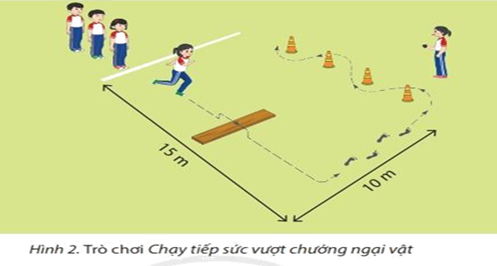 15 m
10 m
Hình 2. Trò chơi Chạy tiếp sức vượt chướng ngại vật